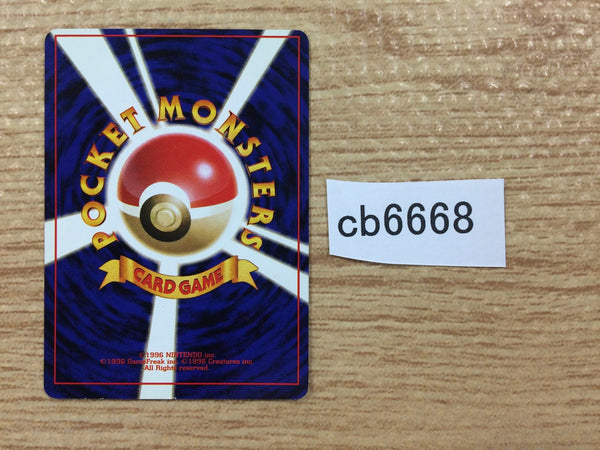 POCKET MONSTERS
CARD GAME
©1996 NINTENDO inc.
©1996 GameFreak inc. ©1996 Creatures inc.
All Rights reserved.
cb6668